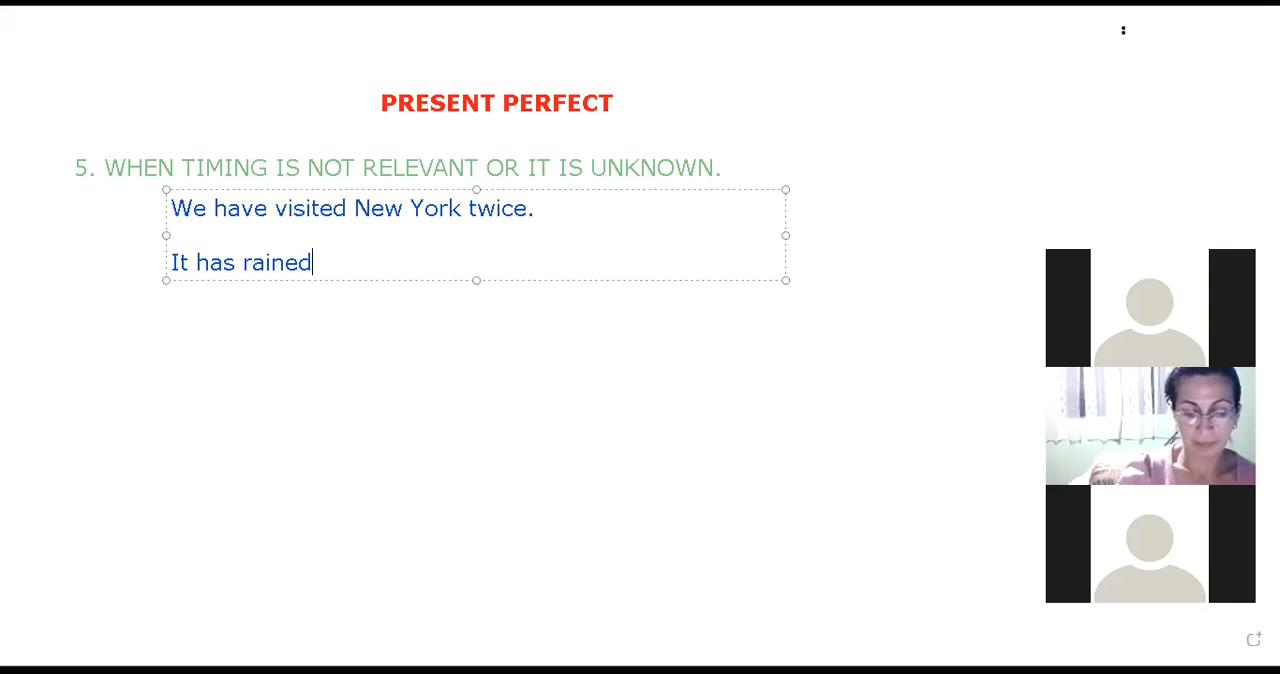 PRESENT PERFECT
5. WHEN TIMING IS NOT RELEVANT OR IT IS UNKNOWN.
We have visited New York twice.
It has rained